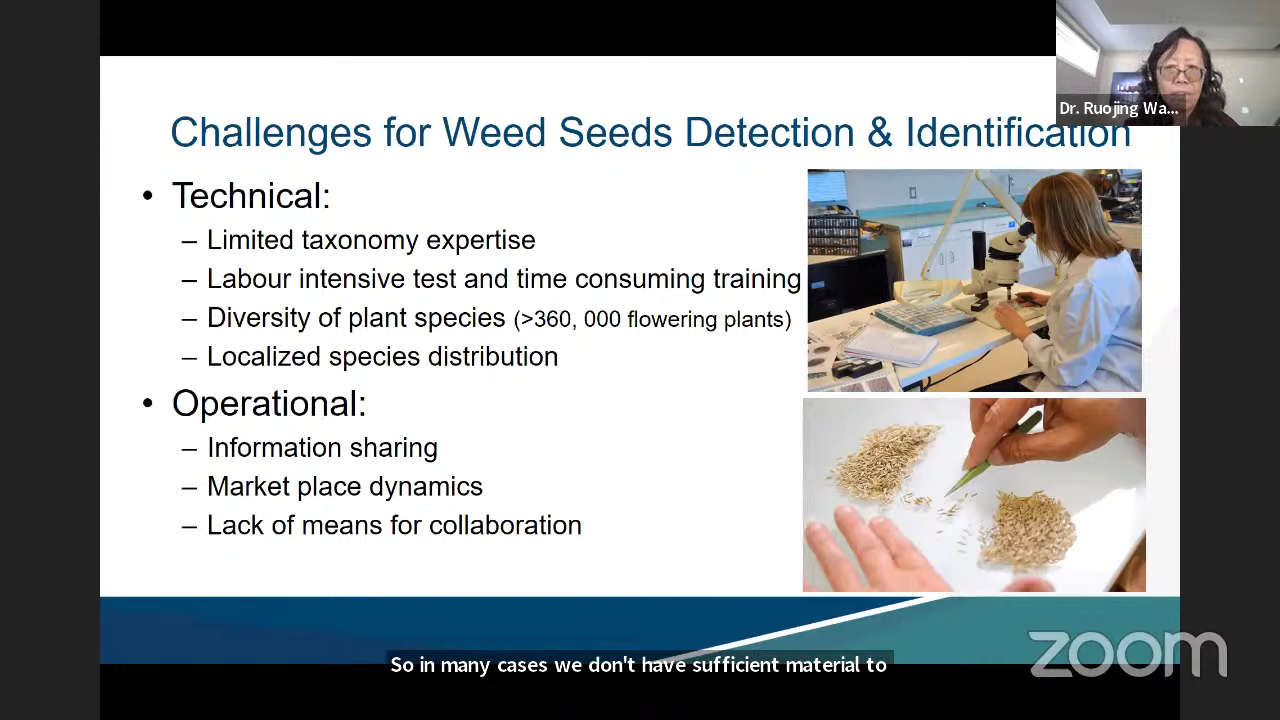 Dr. Ruojing Wa...
Challenges for Weed Seeds Detection & Identification
• Technical:
– Limited taxonomy expertise
– Labour intensive test and time consuming training
– Diversity of plant species (>360, 000 flowering plants)
– Localized species distribution
• Operational:
– Information sharing
– Market place dynamics
– Lack of means for collaboration
zoom
So in many cases we don't have sufficient material to